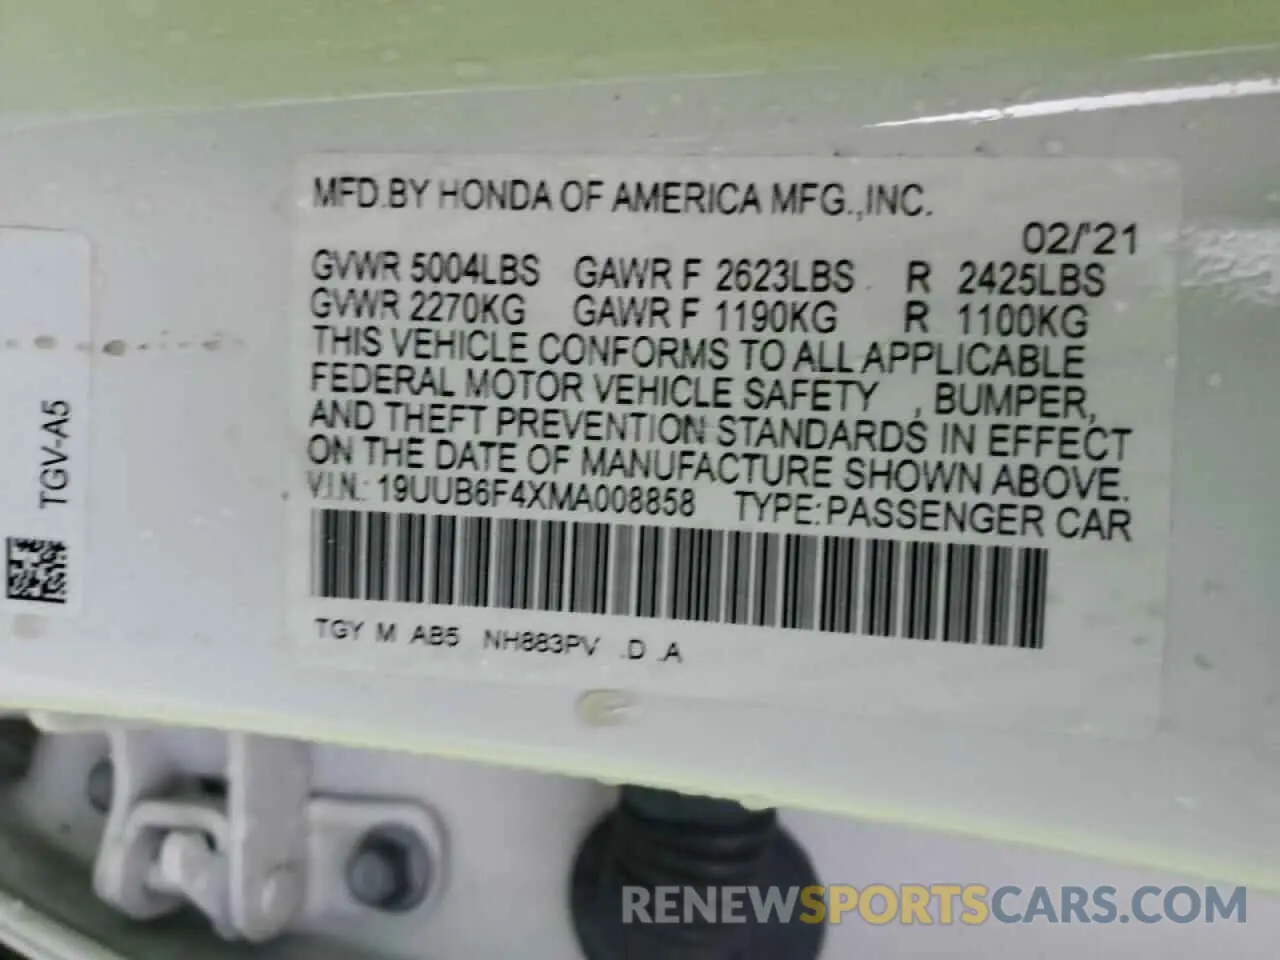 MFD.BY HONDA OF AMERICA MFG.,INC.
02/'21
GVWR 5004LBS GAWR F 2623LBS R 2425LBS
GVWR 2270KG GAWR F 1190KG R 1100KG
THIS VEHICLE CONFORMS TO ALL APPLICABLE
FEDERAL MOTOR VEHICLE SAFETY , BUMPER,
AND THEFT PREVENTION STANDARDS IN EFFECT
ON THE DATE OF MANUFACTURE SHOWN ABOVE.
V.I.N.: 19UUB6F4XMA008858 TYPE:PASSENGER CAR
TGY M AB5 NH883PV .D .A
TGV-A5
RENEWSPORTSCARS.COM